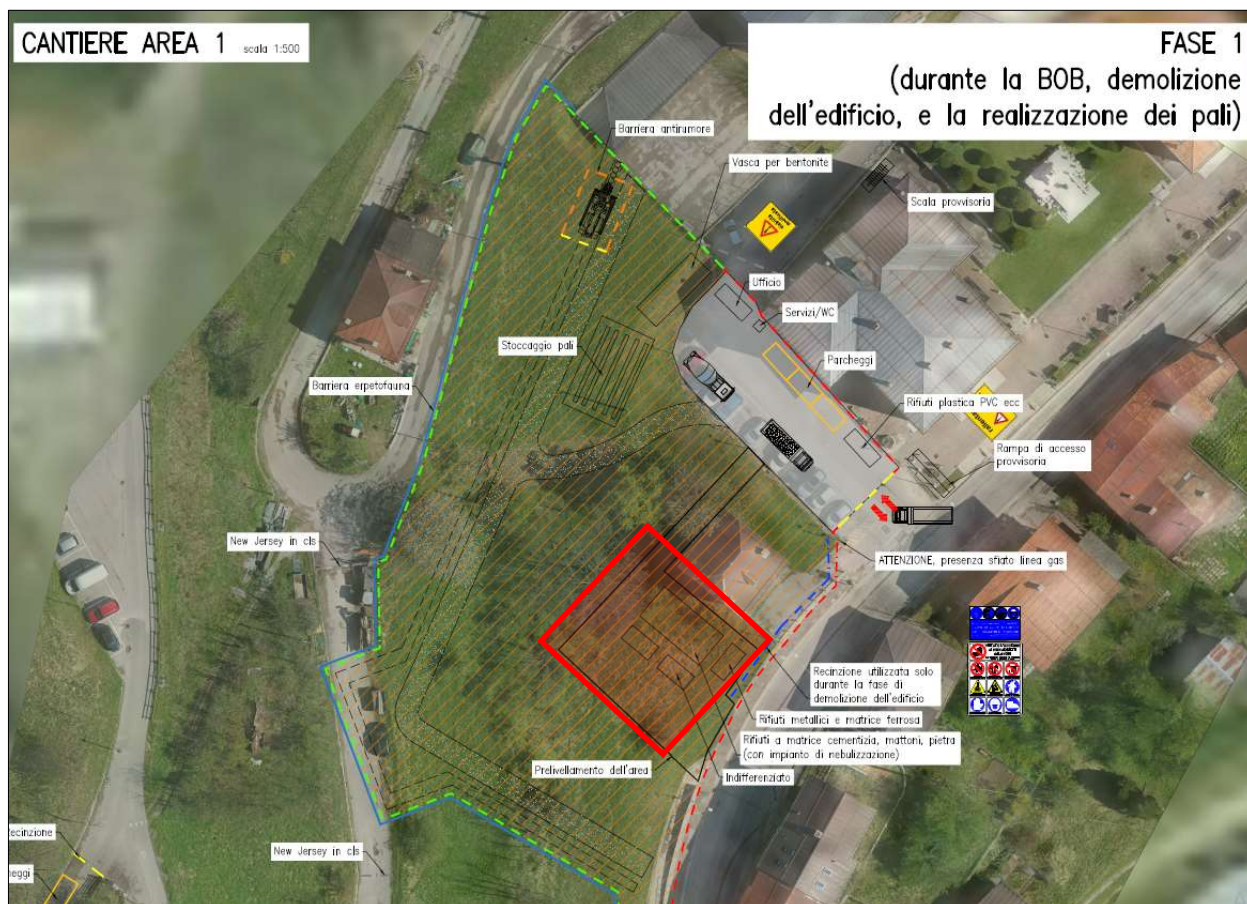 CANTIERE AREA 1 scala 1:500
FASE 1
(durante la BOB, demolizione
dell'edificio, e la realizzazione dei pali)
Barriera antirumore
Vasca per bentonite
Scala provvisoria
Ufficio
Servizi/WC
Stoccaggio pali
Parcheggi
Barriera erpetofauna
Rifiuti plastica PVC ecc
rallentare
Rampa di accesso
provvisoria
New Jersey in cls
ATTENZIONE, presenza sfiato linea gas
Recinzione utilizzata solo
durante la fase di
demolizione dell'edificio
Rifiuti metallici e matrice ferrosa
Rifiuti a matrice cementizia, mattoni, pietra
(con impianto di nebulizzazione)
Prelivellamento dell'area
Indifferenziato
recinzione
heggi
New Jersey in cls